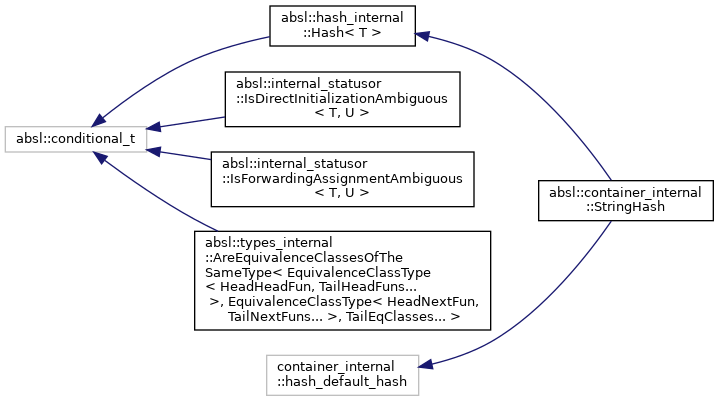 absl::hash_internal
::Hash< T >
absl::internal_statusor
::IsDirectInitializationAmbiguous
< T, U >
absl::conditional_t
absl::internal_statusor
::IsForwardingAssignmentAmbiguous
< T, U >
absl::container_internal
::StringHash
absl::types_internal
::AreEquivalenceClassesOfThe
SameType< EquivalenceClassType
< HeadHeadFun, TailHeadFuns...
>, EquivalenceClassType< HeadNextFun,
TailNextFuns... >, TailEqClasses... >
container_internal
::hash_default_hash